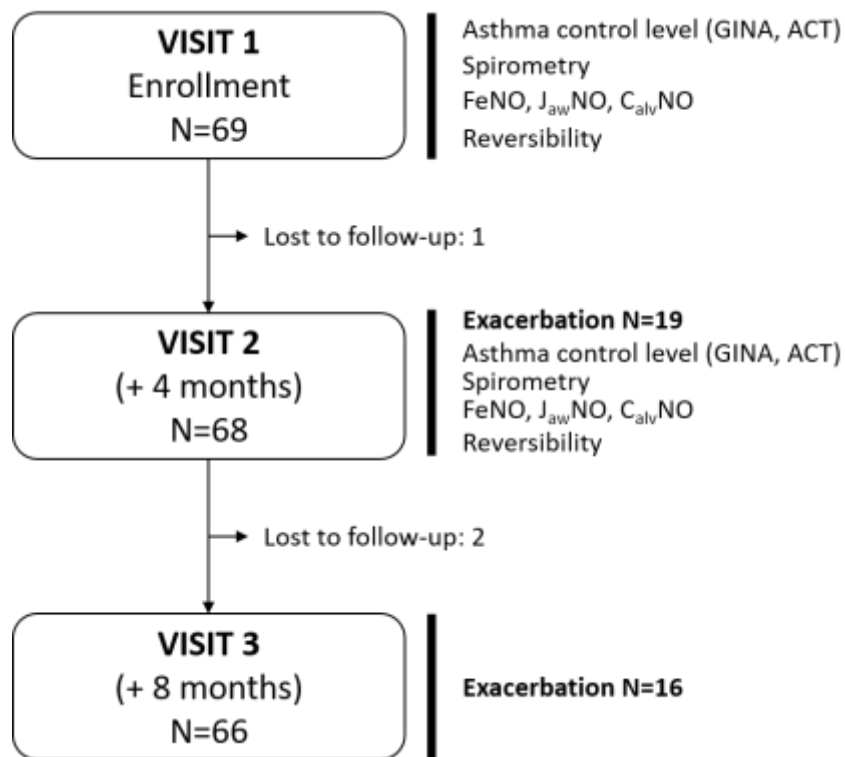 VISIT 1
Enrollment
N=69
Asthma control level (GINA, ACT)
Spirometry
FeNO, JawNO, CalvNO
Reversibility
Lost to follow-up: 1
VISIT 2
(+ 4 months)
N=68
Exacerbation N=19
Asthma control level (GINA, ACT)
Spirometry
FeNO, JawNO, CalvNO
Reversibility
Lost to follow-up: 2
VISIT 3
(+ 8 months)
N=66
Exacerbation N=16